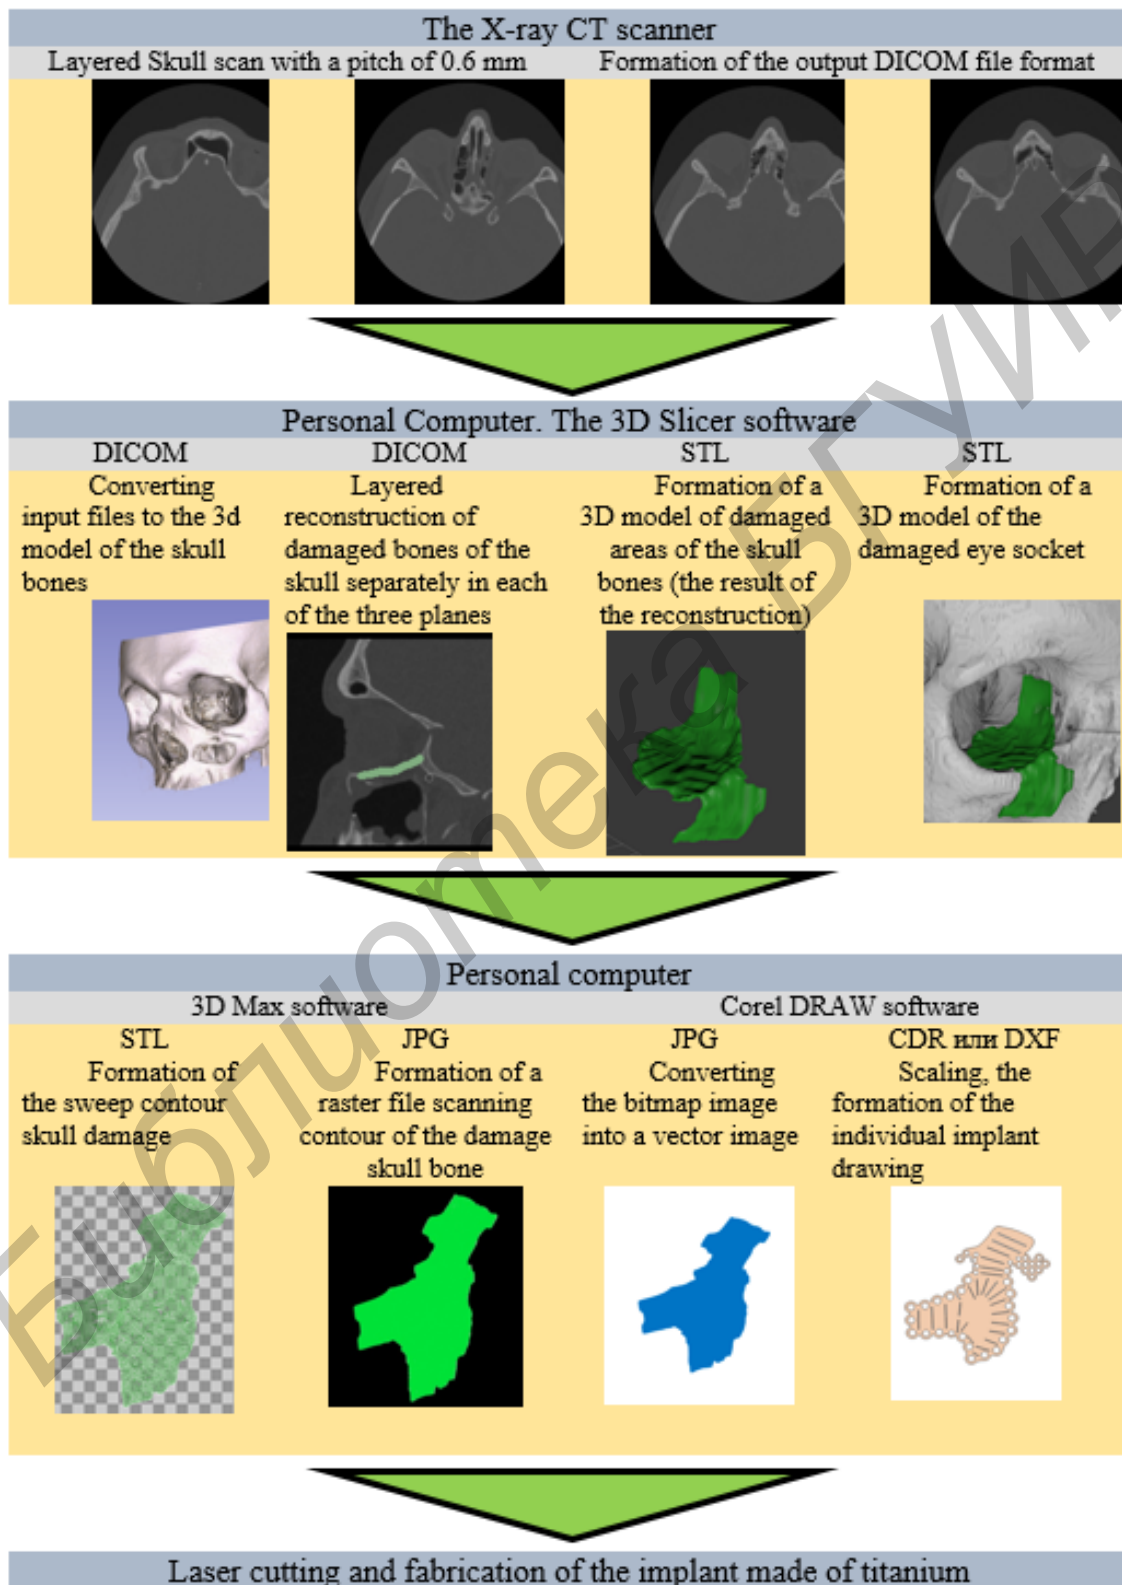 The X-ray CT scanner
Layered Skull scan with a pitch of 0.6 mm
Formation of the output DICOM file format
Personal Computer. The 3D Slicer software
DICOM
DICOM
STL
STL
Converting
input files to the 3d
model of the skull
bones
Layered
reconstruction of
damaged bones of the
skull separately in each
of the three planes
Formation of a
3D model of damaged
areas of the skull
bones (the result of
the reconstruction)
Formation of a
3D model of the
damaged eye socket
Personal computer
3D Max software
Corel DRAW software
STL
Formation of
the sweep contour
skull damage
JPG
Formation of a
raster file scanning
contour of the damage
skull bone
JPG
Converting
the bitmap image
into a vector image
CDR или DXF
Scaling, the
formation of the
individual implant
drawing
Laser cutting and fabrication of the implant made of titanium
Библиотека БГУИР